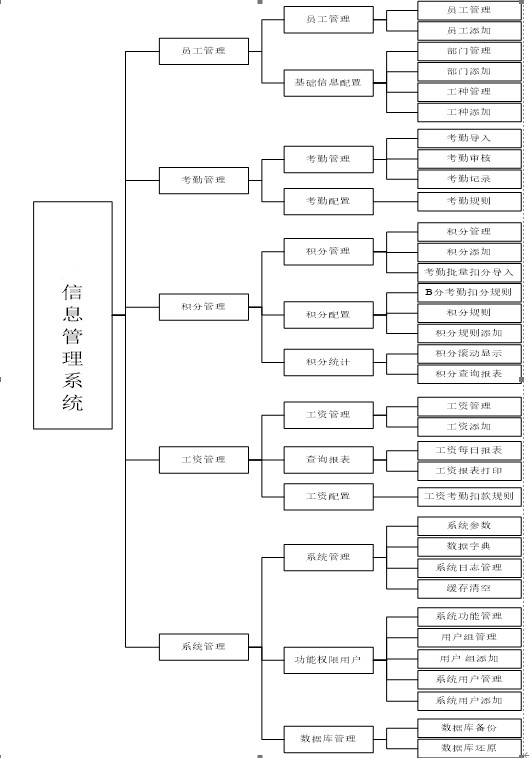 信息管理系统
员工管理
员工管理
员工管理
员工添加
基础信息配置
部门管理
部门添加
工种管理
工种添加
考勤管理
考勤管理
考勤导入
考勤审核
考勤记录
考勤配置
考勤规则
积分管理
积分管理
积分管理
积分添加
考勤批量扣分导入
积分配置
B分考勤扣分规则
积分规则
积分规则添加
积分统计
积分滚动显示
积分查询报表
工资管理
工资管理
工资管理
工资添加
查询报表
工资每日报表
工资报表打印
工资配置
工资考勤扣款规则
系统管理
系统管理
系统参数
数据字典
系统日志管理
缓存清空
功能权限用户
系统功能管理
用户组管理
用户 组添加
系统用户管理
系统用户添加
数据库管理
数据库备份
数据库还原